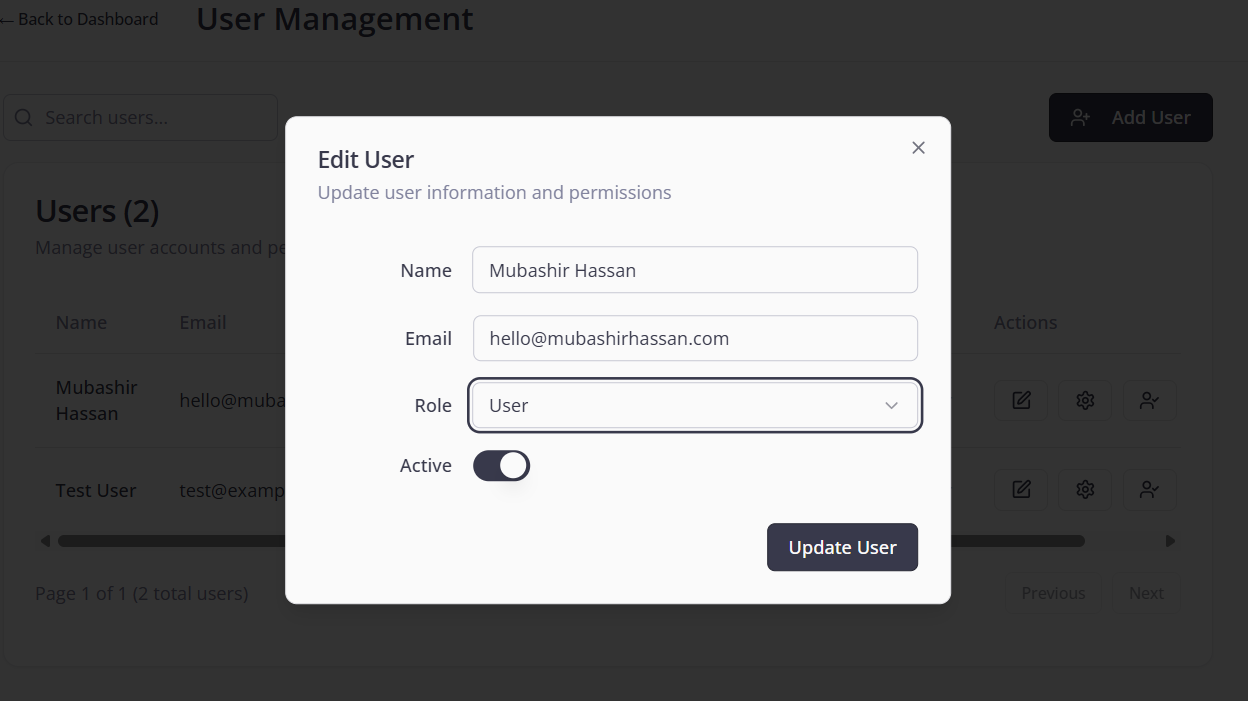 ← Back to Dashboard
User Management
Search users...
Add User
Users (2)
Manage user accounts and pe
Name Email Actions
Mubashir
Hassan
hello@muba
Test User test@examp
Page 1 of 1 (2 total users)
Previous Next
Edit User
Update user information and permissions
Name Mubashir Hassan
Email hello@mubashirhassan.com
Role User
Active
Update User